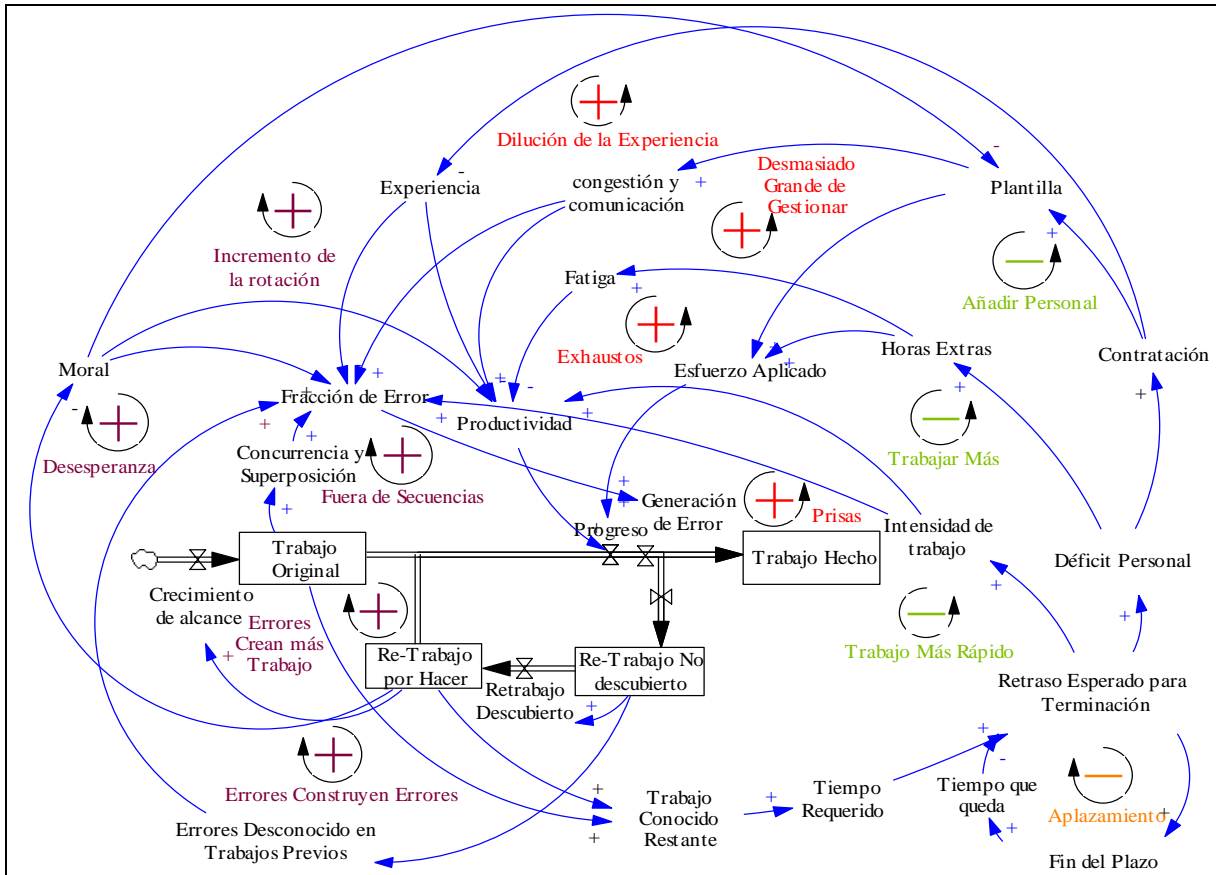 Dilución de la Experiencia
Experiencia
congestión y
comunicación
Desmasiado
Grande de
Gestionar
Plantilla
Incremento de
la rotación
Fatiga
Añadir Personal
Moral
Exhaustos
Esfuerzo Aplicado
Horas Extras
Contratación
Fracción de Error
Productividad
Desesperanza
Concurrencia y
Superposición
Fuera de Secuencias
Trabajar Más
Generación
de Error
Progreso
Prisas
Intensidad de
trabajo
Trabajo
Original
Trabajo Hecho
Déficit Personal
Crecimiento
de alcance
Errores
Crean más
Trabajo
Re-Trabajo
por Hacer
Re-Trabajo No
descubierto
Retrabajo
Descubierto
Trabajo Más Rápido
Retraso Esperado para
Terminación
Errores Construyen Errores
Errores Desconocido en
Trabajos Previos
Trabajo
Conocido
Restante
Tiempo
Requerido
Tiempo que
queda
Aplazamiento
Fin del Plazo